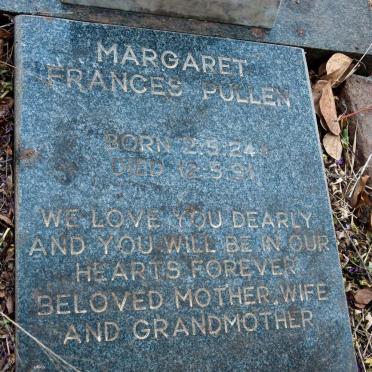 MARGARET
FRANCES PULLEN
BORN 2.9.24
DIED 12.5.91
WE LOVE YOU DEARLY
AND YOU WILL BE IN OUR
HEARTS FOREVER
BELOVED MOTHER, WIFE
AND GRANDMOTHER